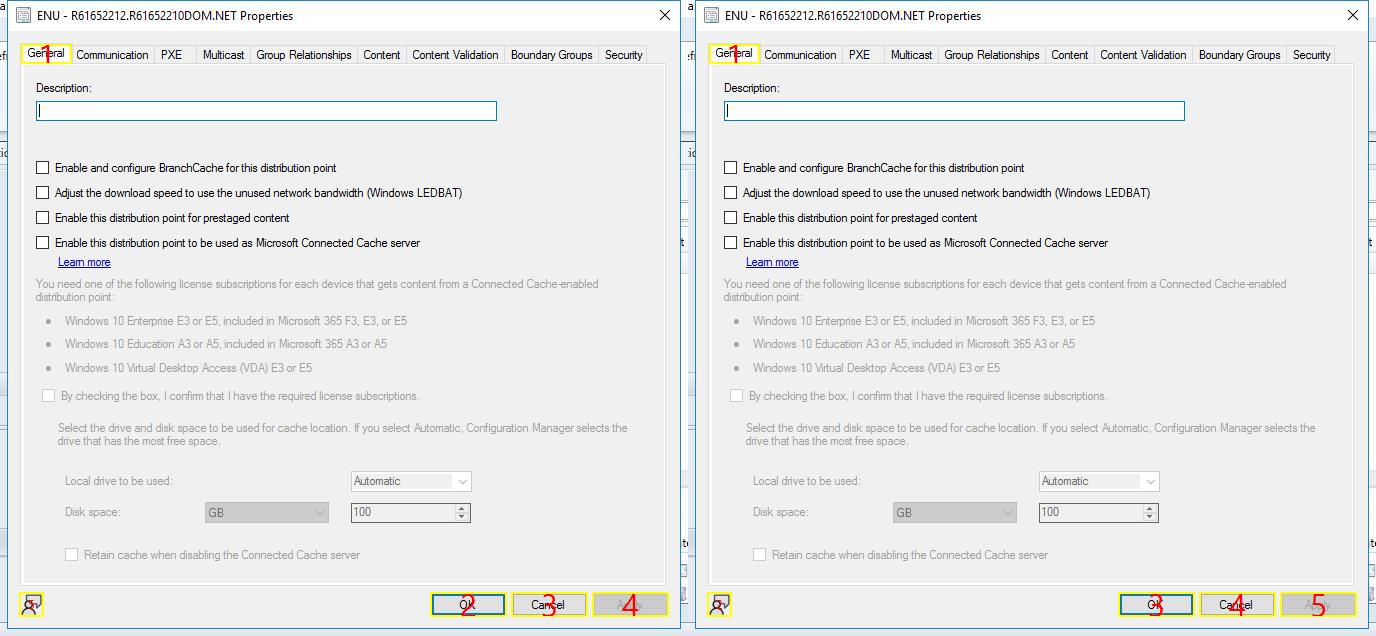 ENU - R61652212.R61652210DOM.NET Properties
General Communication PXE Multicast Group Relationships Content Content Validation Boundary Groups Security
1
Description:
Enable and configure BranchCache for this distribution point
Adjust the download speed to use the unused network bandwidth (Windows LEDBAT)
Enable this distribution point for prestaged content
Enable this distribution point to be used as Microsoft Connected Cache server
Learn more
You need one of the following license subscriptions for each device that gets content from a Connected Cache-enabled
distribution point:
• Windows 10 Enterprise E3 or E5, included in Microsoft 365 F3, E3, or E5
• Windows 10 Education A3 or A5, included in Microsoft 365 A3 or A5
• Windows 10 Virtual Desktop Access (VDA) E3 or E5
By checking the box, I confirm that I have the required license subscriptions.
Select the drive and disk space to be used for cache location. If you select Automatic, Configuration Manager selects the
drive that has the most free space.
Local drive to be used: Automatic
Disk space: GB 100
Retain cache when disabling the Connected Cache server
OK Cancel Apply
2 3 4
ENU - R61652212.R61652210DOM.NET Properties
General Communication PXE Multicast Group Relationships Content Content Validation Boundary Groups Security
1
Description:
Enable and configure BranchCache for this distribution point
Adjust the download speed to use the unused network bandwidth (Windows LEDBAT)
Enable this distribution point for prestaged content
Enable this distribution point to be used as Microsoft Connected Cache server
Learn more
You need one of the following license subscriptions for each device that gets content from a Connected Cache-enabled
distribution point:
• Windows 10 Enterprise E3 or E5, included in Microsoft 365 F3, E3, or E5
• Windows 10 Education A3 or A5, included in Microsoft 365 A3 or A5
• Windows 10 Virtual Desktop Access (VDA) E3 or E5
By checking the box, I confirm that I have the required license subscriptions.
Select the drive and disk space to be used for cache location. If you select Automatic, Configuration Manager selects the
drive that has the most free space.
Local drive to be used: Automatic
Disk space: GB 100
Retain cache when disabling the Connected Cache server
OK Cancel Apply
3 4 5